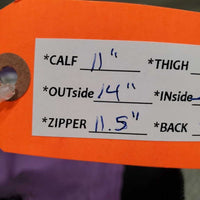 *CALF 11" *THIGH
*OUTside 14" *INside
*ZIPPER 11.5" *BACK